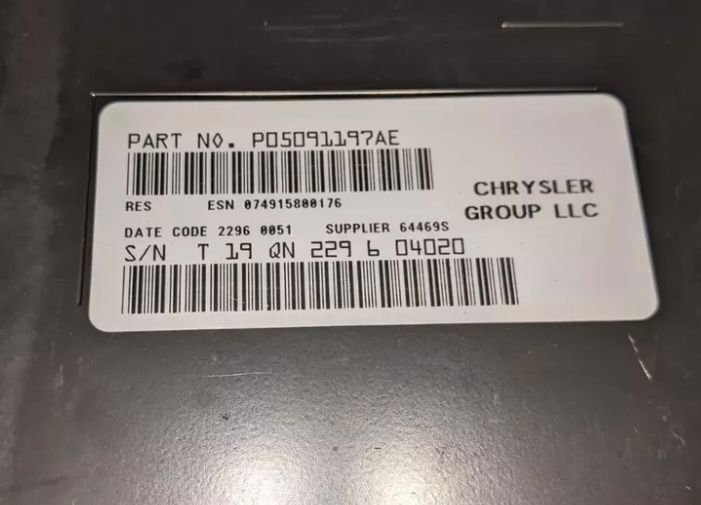 PART NO. P05091197AE
RES ESN 074915800176
CHRYSLER
GROUP LLC
DATE CODE 2296 0051 SUPPLIER 64469S
S/N T 19 QN 229 6 04020